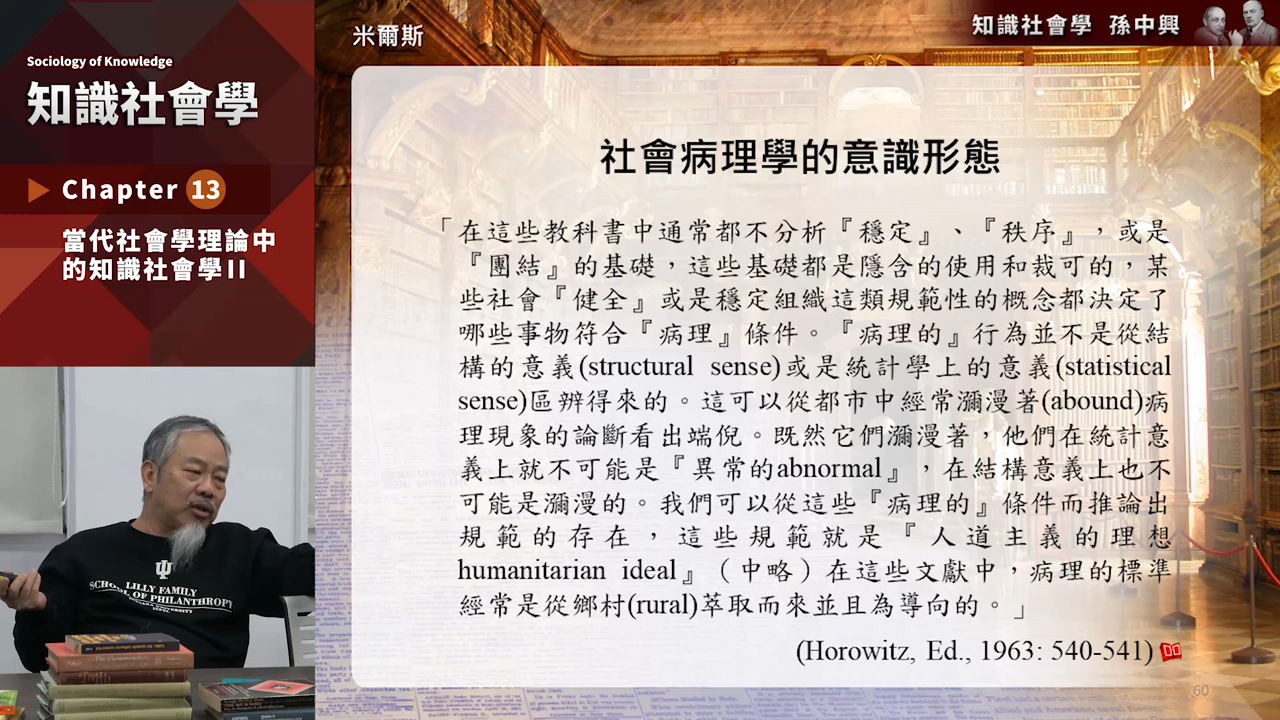 Sociology of Knowledge
知識社會學
Chapter 13
當代社會學理論中
的知識社會學II
米爾斯
知識社會學 孫中興
社會病理學的意識形態
「在這些教科書中通常都不分析『穩定』、『秩序』，或是
『團結』的基礎，這些基礎都是隱含的使用和裁可的，某
些社會『健全』或是穩定組織這類規範性的概念都決定了
哪些事物符合『病理』條件。『病理的』行為並不是從結
構的意義(structural sense)或是統計學上的意義(statistical
sense)區辨得來的。這可以從都市中經常瀰漫著(abound)病
理現象的論斷看出端倪。既然它們瀰漫著，他們在統計意
義上就不可能是『異常的abnormal』，在結構意義上也不
可能是瀰漫的。我們可以從這些『病理的』條件而推論出
規範的存在，這些規範就是『人道主義的理想
humanitarian ideal』（中略）在這些文獻中，病理的標準
經常是從鄉村(rural)萃取而來並且為導向的。」
(Horowitz, Ed., 1963: 540-541)
60
SCHOOL LILLY FAMILY
OF PHILANTHROPY